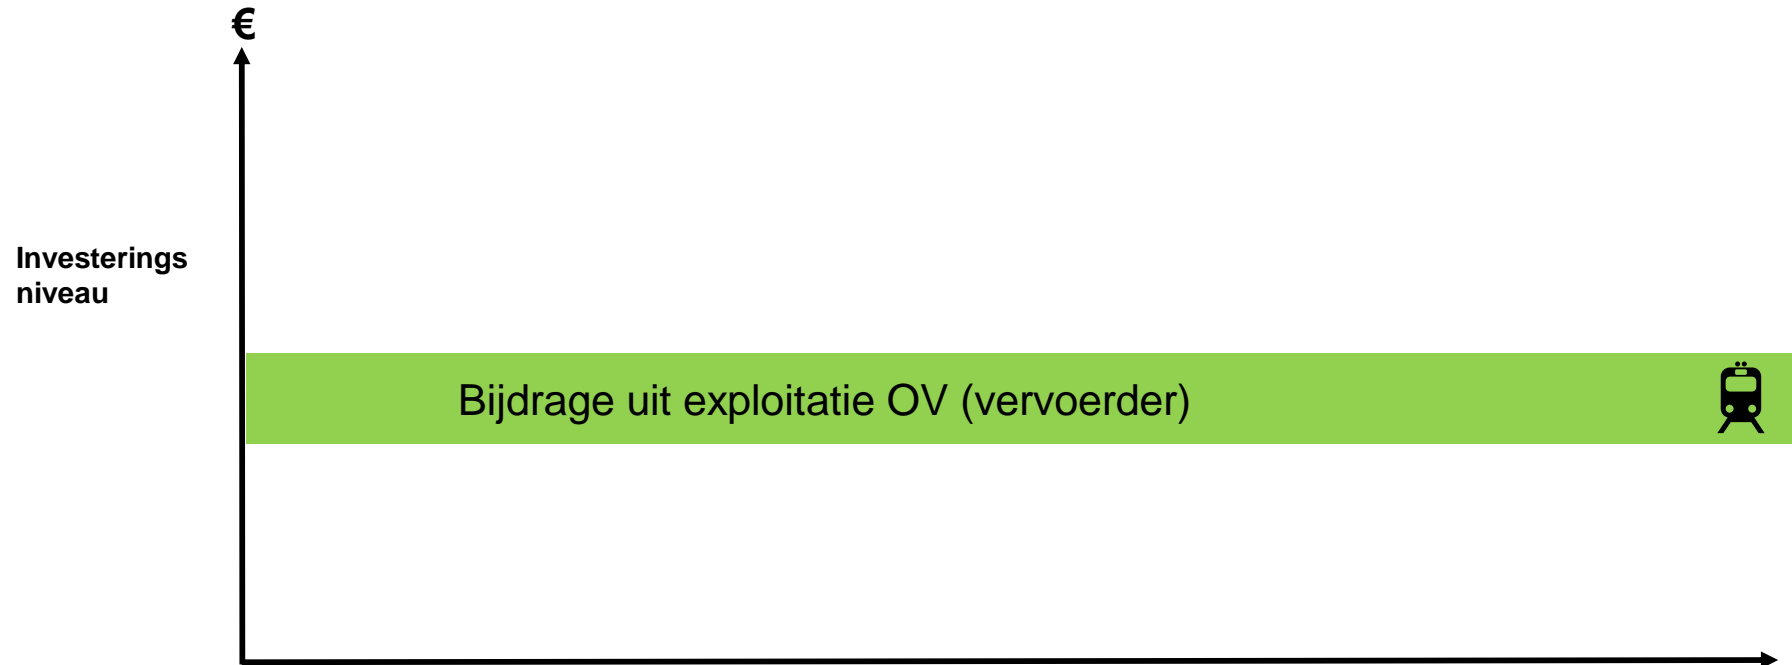 €
Investerings
niveau
Bijdrage uit exploitatie OV (vervoerder)